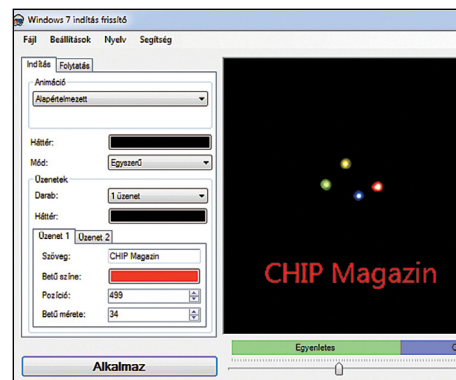 Windows 7 indítás frissítő
Fájl Beállítások Nyelv Segítség
Indítás Folytatás
Animáció
Alapértelmezett
Háttér:
Mód: Egyszerű
Üzenetek
Darab: 1 üzenet
Háttér:
Üzenet 1 Üzenet 2
Szöveg: CHIP Magazin
Betű színe:
Pozíció: 499
Betű mérete: 34
CHIP Magazin
Alkalmaz
Egyenletes